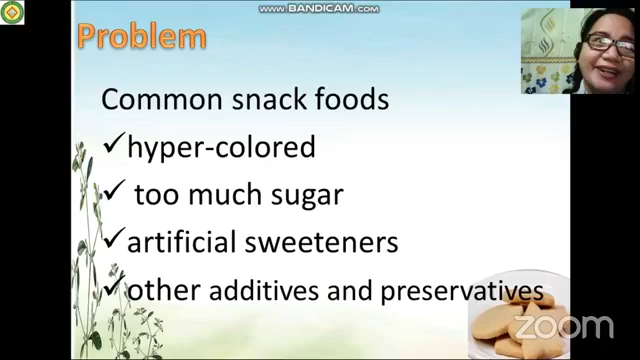 WWW.BANDICAM.COM
Problem
Common snack foods
✓hyper-colored
✓ too much sugar
✓artificial sweeteners
✓other additives and preservatives
zoom